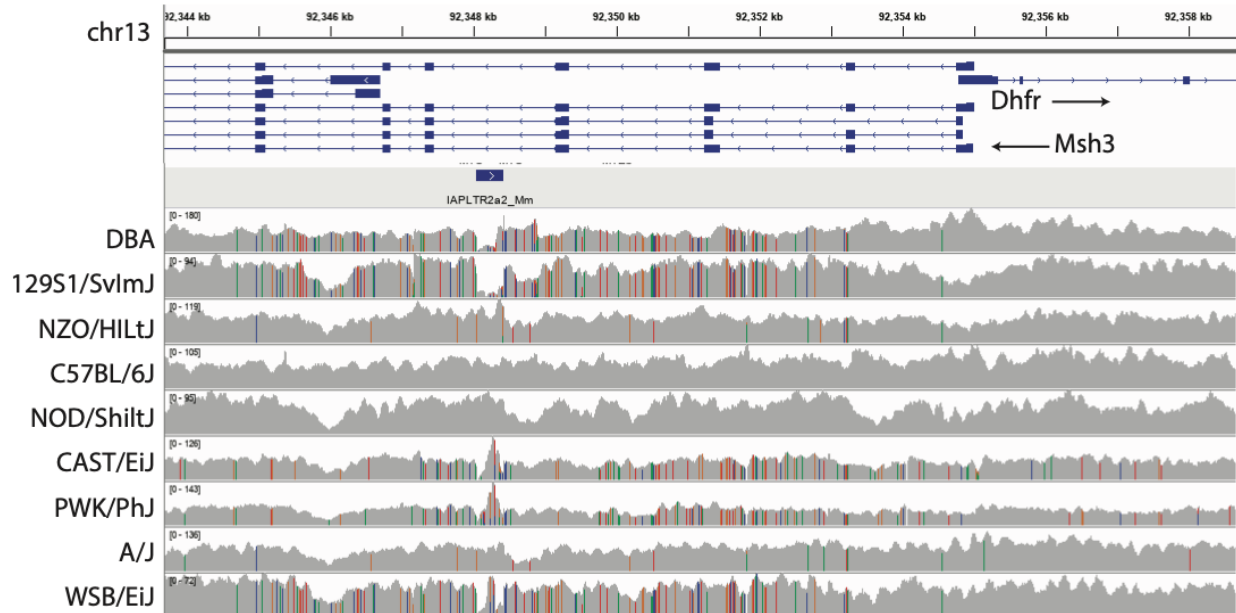 chr13
92,344 kb 92,346 kb 92,348 kb 92,350 kb 92,352 kb 92,354 kb 92,356 kb 92,358 kb
Dhfr
Msh3
IAPLTR2a2_Mm
DBA [0 - 180]
129S1/SvImJ [0 - 94]
NZO/HILtJ [0 - 119]
C57BL/6J [0 - 105]
NOD/ShiltJ [0 - 95]
CAST/EiJ [0 - 126]
PWK/PhJ [0 - 143]
A/J [0 - 136]
WSB/EiJ [0 - 72]